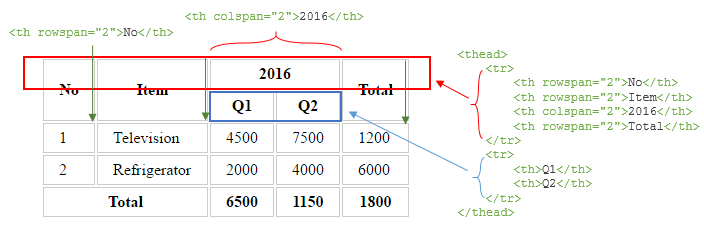 <th colspan="2">2016</th>
<th rowspan="2">No</th>
No Item 2016 Total
Q1 Q2
1 Television 4500 7500 1200
2 Refrigerator 2000 4000 6000
Total 6500 1150 1800
<thead>
<tr>
<th rowspan="2">No</th>
<th rowspan="2">Item</th>
<th colspan="2">2016</th>
<th rowspan="2">Total</th>
</tr>
<tr>
<th>Q1</th>
<th>Q2</th>
</tr>
</thead>